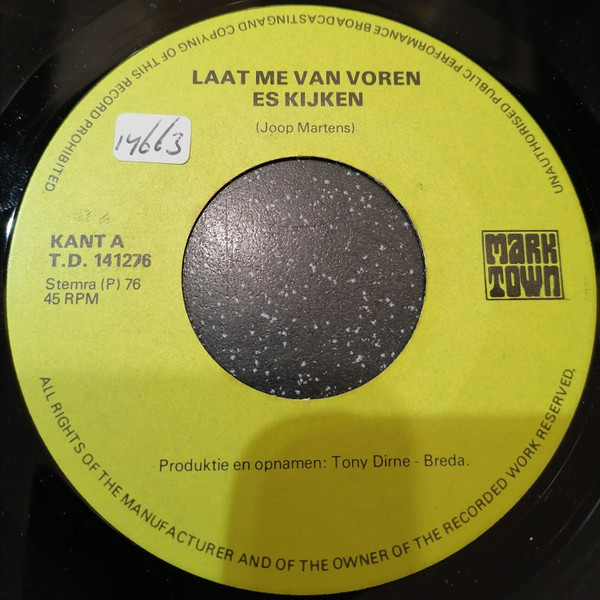 UNAUTHORISED PUBLIC PERFORMANCE BROADCASTING AND COPYING OF THIS RECORD PROHIBITED.
LAAT ME VAN VOREN
ES KIJKEN
(Joop Martens)
14663
KANT A
T.D. 141276
Stemra (P) 76
45 RPM
MARK
TOWN
Produktie en opnamen: Tony Dirne - Breda.
ALL RIGHTS OF THE MANUFACTURER AND OF THE OWNER OF THE RECORDED WORK RESERVED.